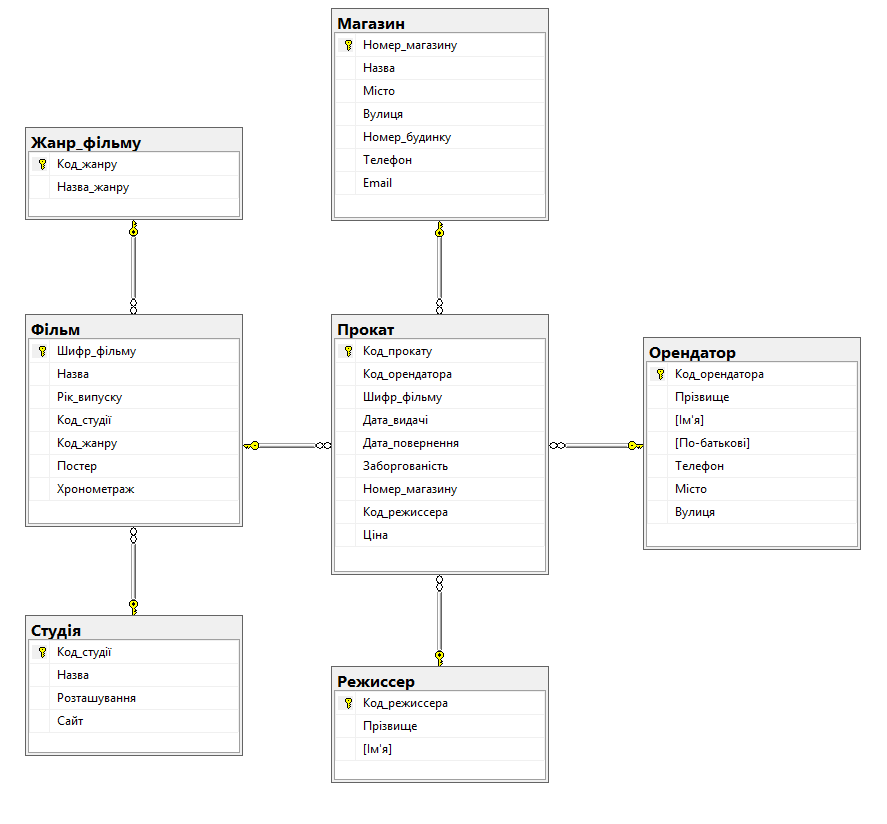 Магазин
Номер_магазину
Назва
Місто
Вулиця
Номер_будинку
Телефон
Email
Жанр_фільму
Код_жанру
Назва_жанру
Фільм
Шифр_фільму
Назва
Рік_випуску
Код_студії
Код_жанру
Постер
Хронометраж
Прокат
Код_прокату
Код_орендатора
Шифр_фільму
Дата_видачі
Дата_повернення
Заборгованість
Номер_магазину
Код_режиссера
Ціна
Орендатор
Код_орендатора
Прізвище
[Ім'я]
[По-батькові]
Телефон
Місто
Вулиця
Студія
Код_студії
Назва
Розташування
Сайт
Режиссер
Код_режиссера
Прізвище
[Ім'я]